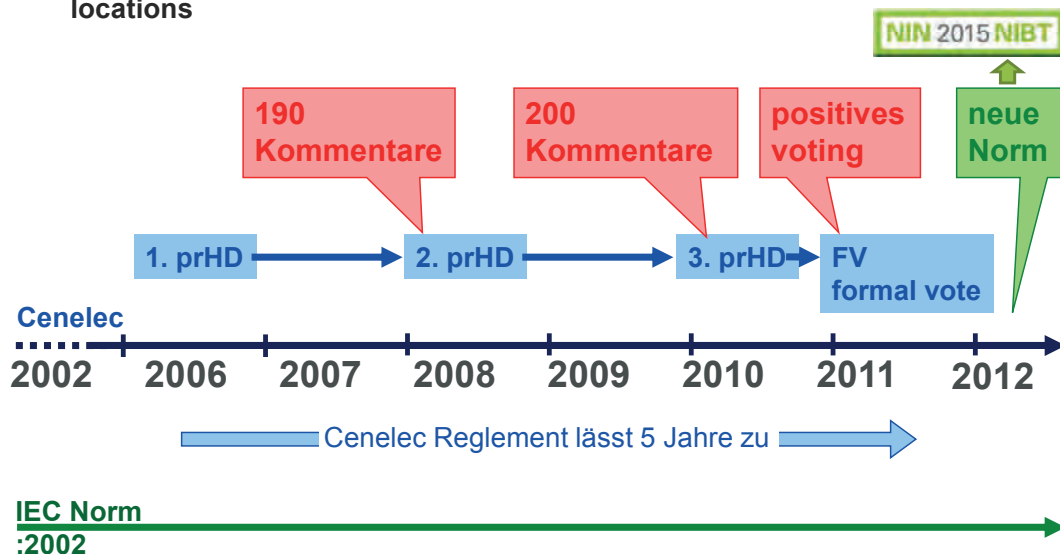 locations
NIN 2015 NIBT
190
Kommentare
200
Kommentare
positives
voting
neue
Norm
1. prHD
2. prHD
3. prHD
FV
formal vote
Cenelec
2002 2006 2007 2008 2009 2010 2011 2012
Cenelec Reglement lässt 5 Jahre zu
IEC Norm
:2002